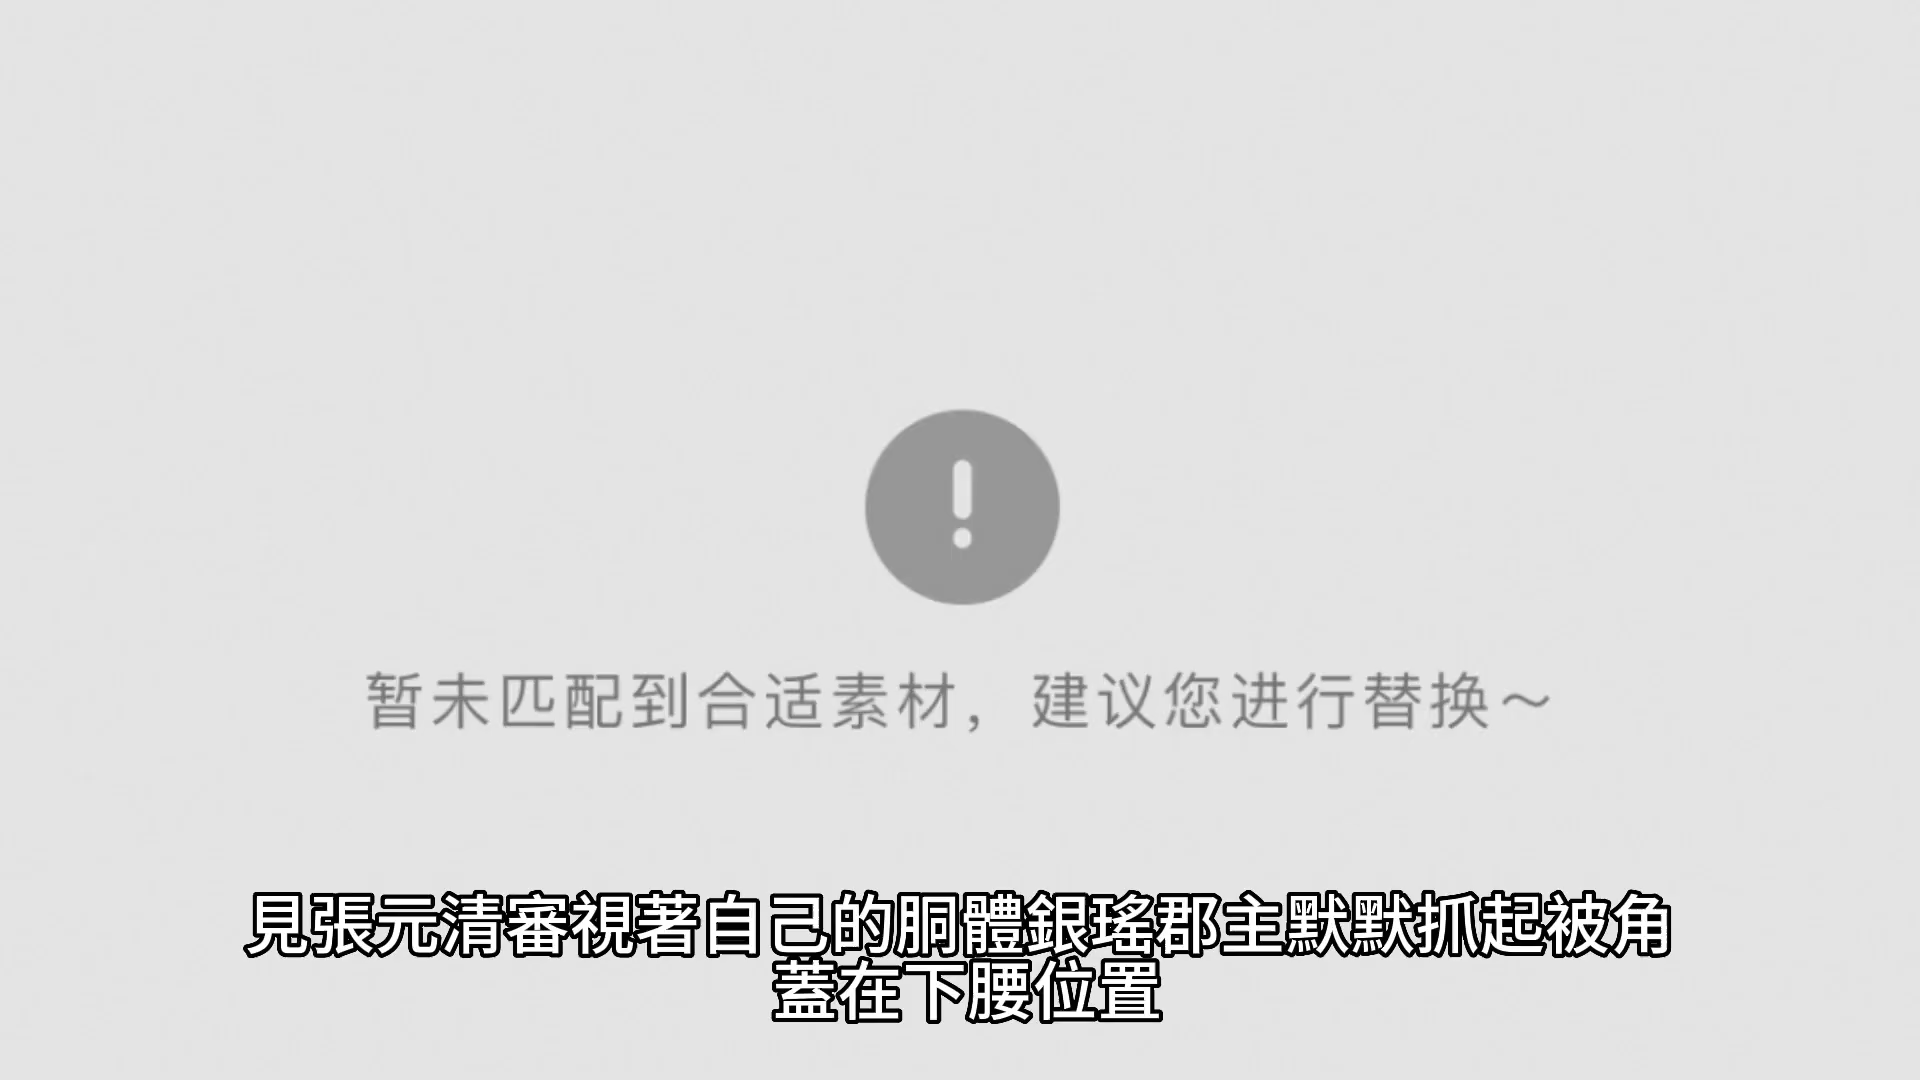 暂未匹配到合适素材，建议您进行替换～
見張元清審視著自己的胴體銀瑤郡主默默抓起被角
蓋在下腰位置